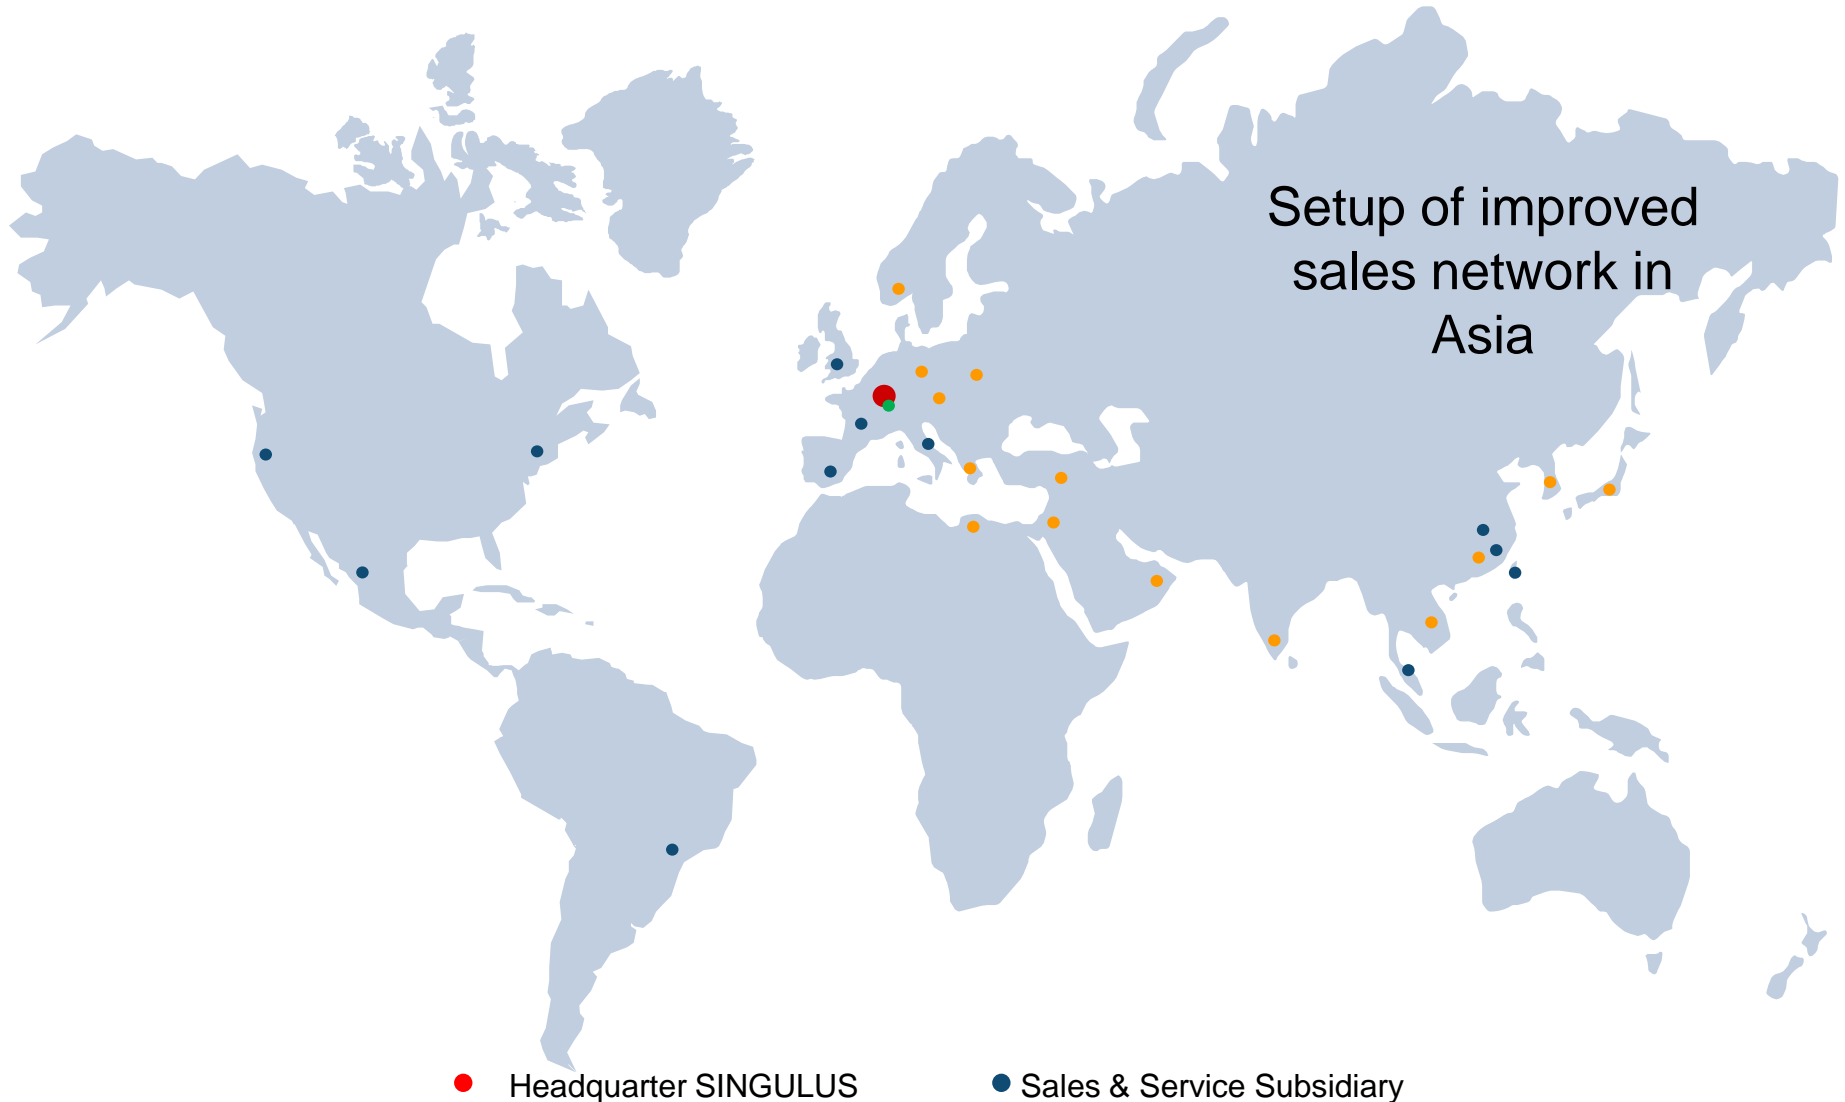 Setup of improved
sales network in
Asia
Headquarter SINGULUS
Sales & Service Subsidiary